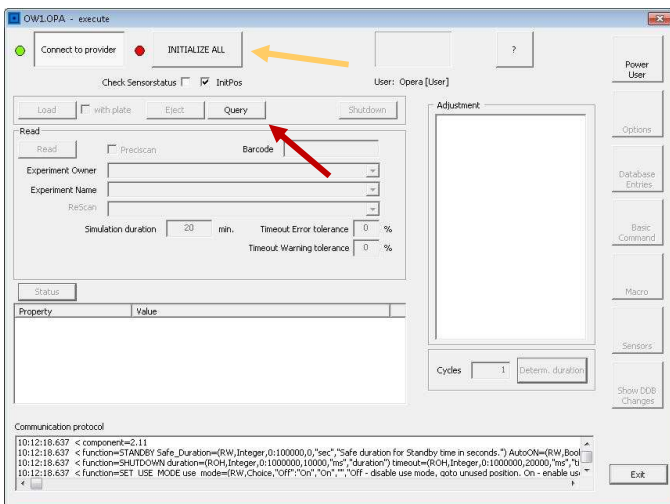 OW1.OPA - execute
Connect to provider
INITIALIZE ALL
?
Power User
Check Sensorstatus
InitPos
User: Opera [User]
Load
with plate
Eject
Query
Shutdown
Adjustment
Options
Read
Read
Preciscan
Barcode
Experiment Owner
Experiment Name
ReScan
Database Entries
Simulation duration 20 min.
Timeout Error tolerance 0 %
Timeout Warning tolerance 0 %
Basic Command
Status
Macro
Property Value
Sensors
Cycles 1 Determ. duration
Show DDB Changes
Communication protocol
10:12:18.637 < component=2.11
10:12:18.637 < function=STANDBY Safe_Duration=(RW,Integer,0:100000,0,"sec","Safe duration for Standby time in seconds.") AutoON=(RW,Bool
10:12:18.637 < function=SHUTDOWN duration=(ROH,Integer,0:1000000,10000,"ms","duration") timeout=(ROH,Integer,0:1000000,20000,"ms","ti
10:12:18.637 < function=SET_USE_MODE use mode=(RW,Choice,"Off":"On","On","","Off - disable use mode, goto unused position. On - enable use
Exit